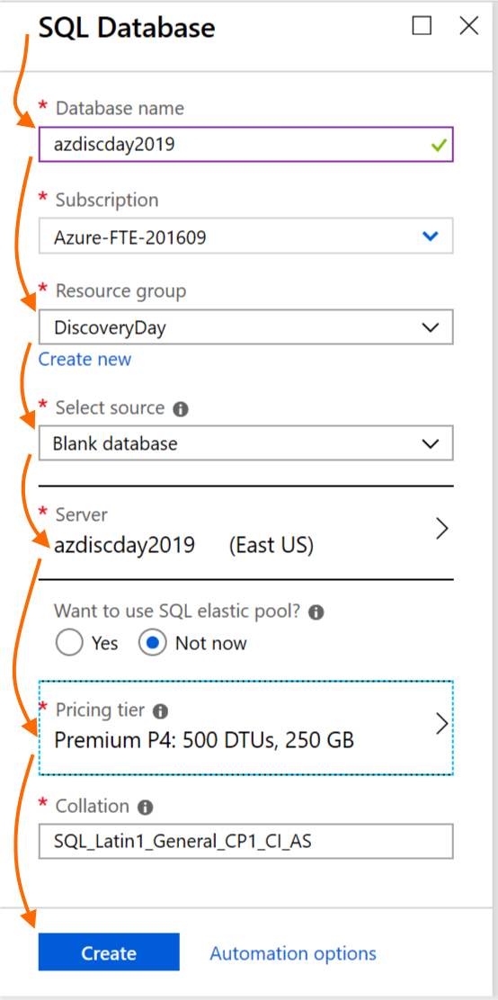 SQL Database
* Database name
azdiscday2019
* Subscription
Azure-FTE-201609
* Resource group
DiscoveryDay
Create new
* Select source
Blank database
* Server
azdiscday2019 (East US)
Want to use SQL elastic pool?
Yes Not now
* Pricing tier
Premium P4: 500 DTUs, 250 GB
* Collation
SQL_Latin1_General_CP1_CI_AS
Create Automation options